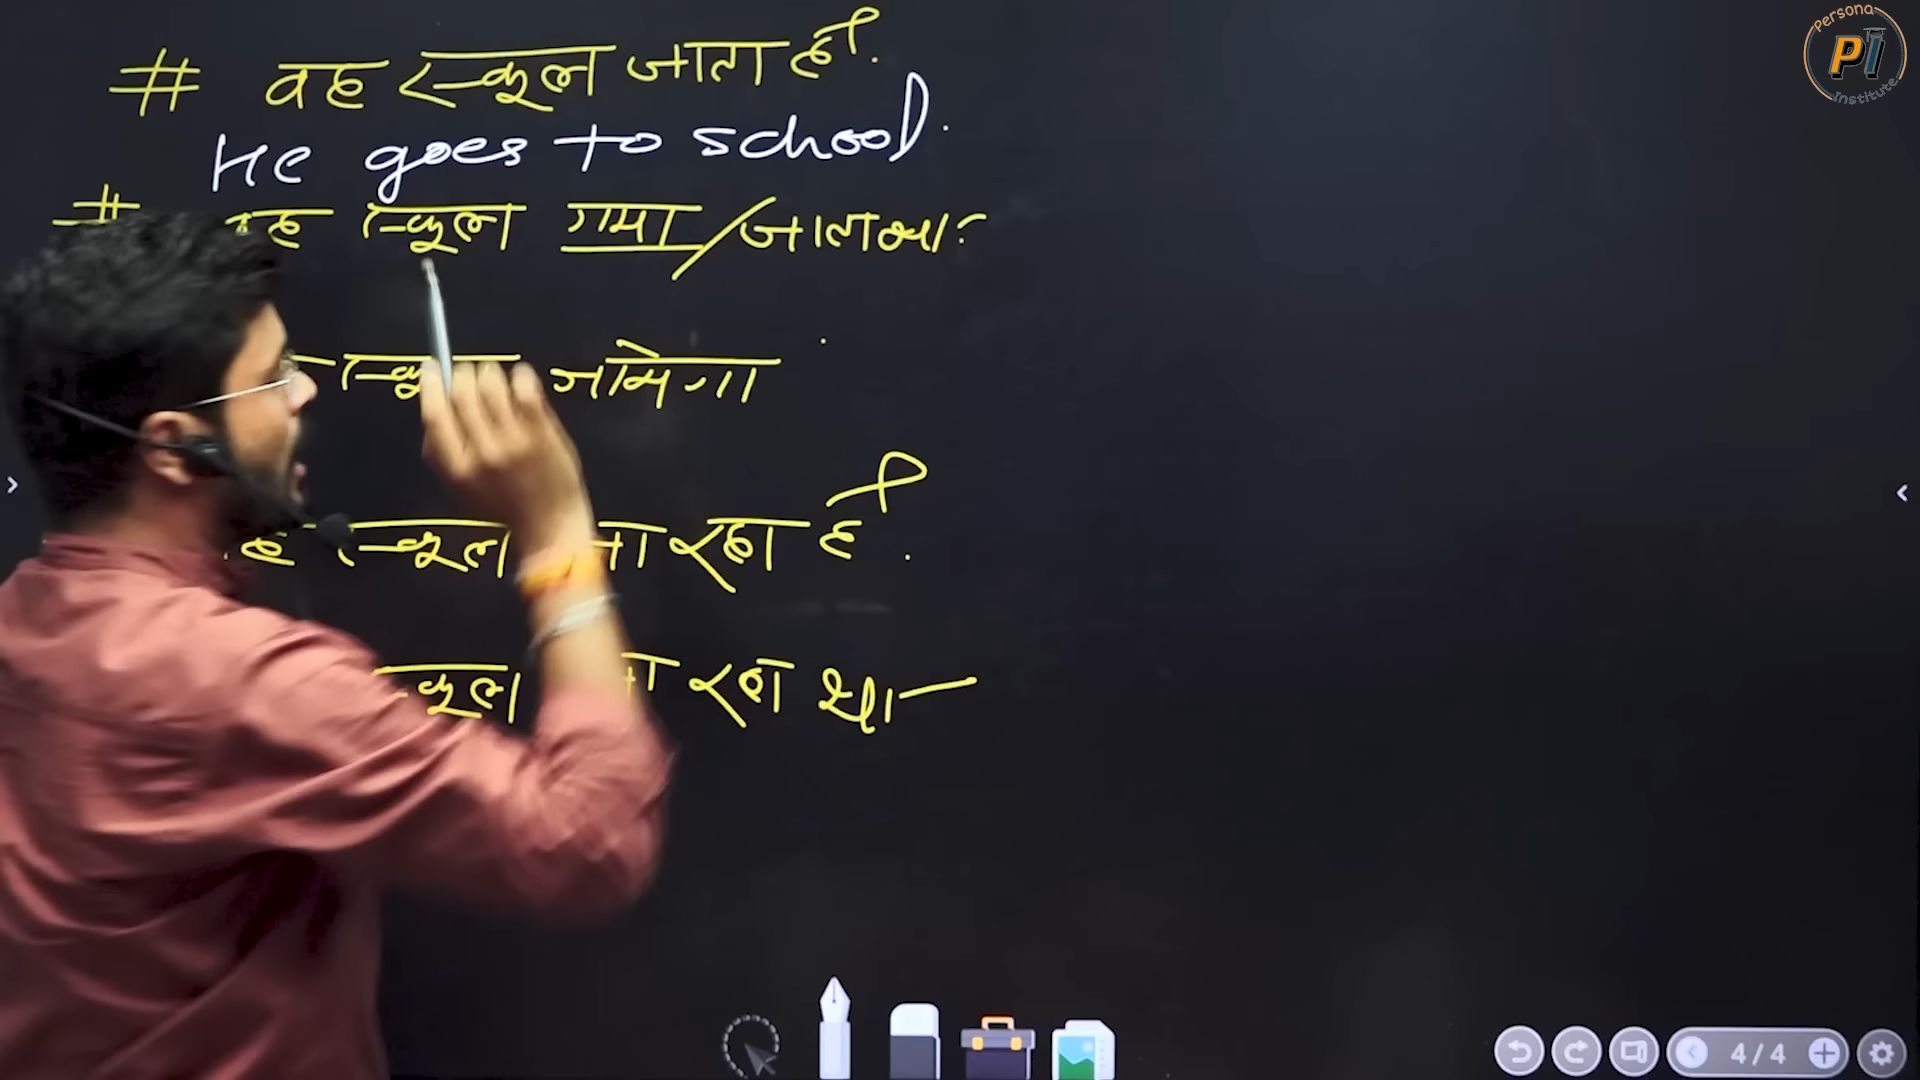 # वह स्कूल जाता है.
He goes to school.
# वह स्कूल गया/जाता था.
स्कूल जायेगा
स्कूल जा रहा है.
स्कूल जा रहा था
Persona
PI
Institute
4/4